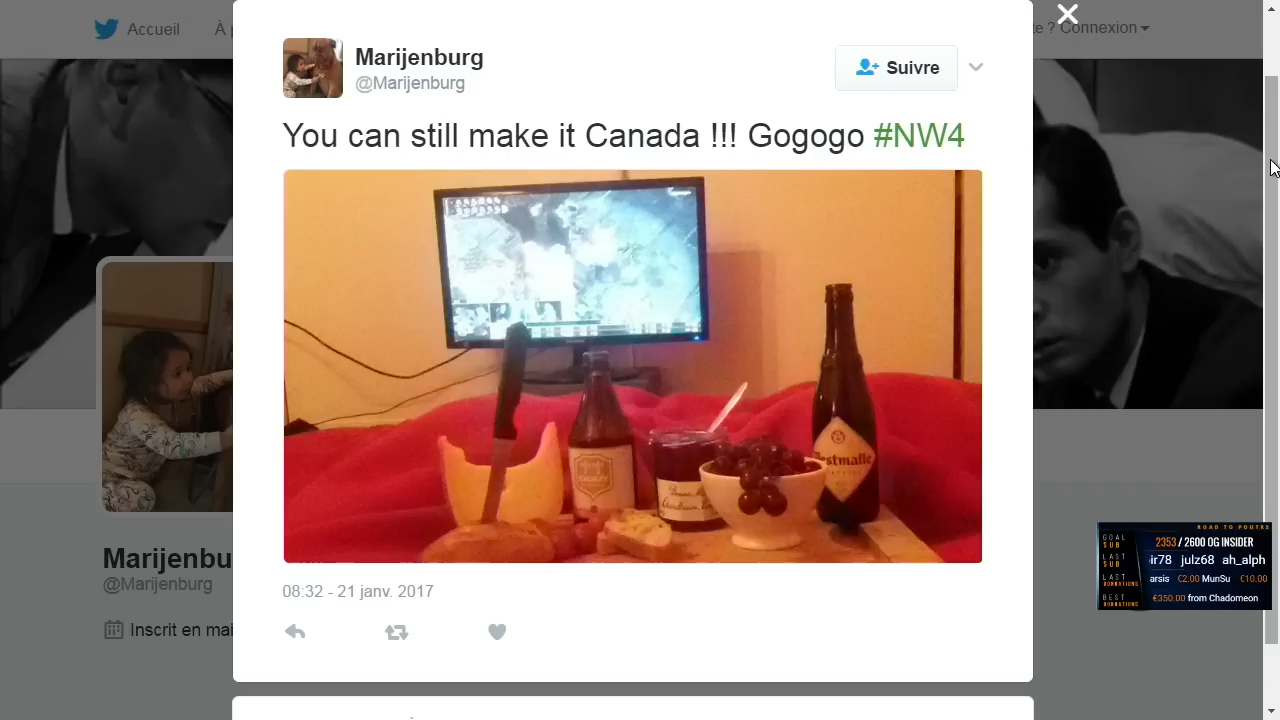 Accueil
À p
te ? Connexion
Marijenburg
@Marijenburg
Suivre
You can still make it Canada !!! Gogogo #NW4
CHIMAY
Westmalle
08:32 - 21 janv. 2017
Marijenbu
@Marijenburg
Inscrit en mai
ROAD TO POUTRE
GOAL SUB
2353 / 2600 OG INSIDER
LAST SUB
ir78 julz68 ah_alph
LAST DONATIONS
arsis €2.00 MunSu €10.00
BEST DONATIONS
€350.00 from Chadomeon